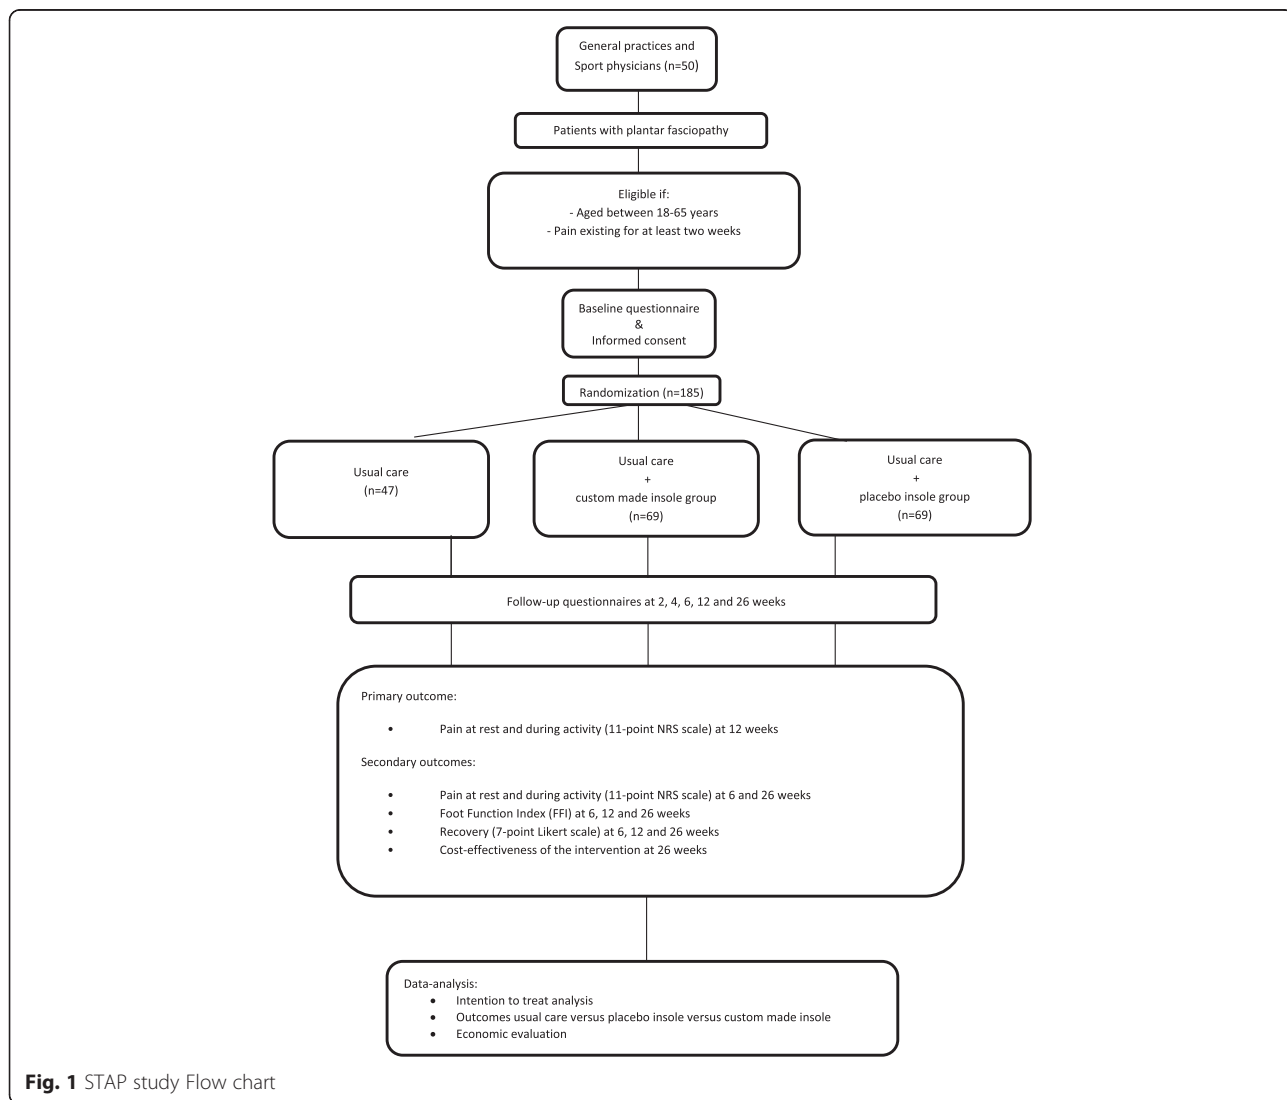 General practices and
Sport physicians (n=50)
Patients with plantar fasciopathy
Eligible if:
- Aged between 18-65 years
- Pain existing for at least two weeks
Baseline questionnaire
&
Informed consent
Randomization (n=185)
Usual care
(n=47)
Usual care
+
custom made insole group
(n=69)
Usual care
+
placebo insole group
(n=69)
Follow-up questionnaires at 2, 4, 6, 12 and 26 weeks
Primary outcome:
• Pain at rest and during activity (11-point NRS scale) at 12 weeks
Secondary outcomes:
• Pain at rest and during activity (11-point NRS scale) at 6 and 26 weeks
• Foot Function Index (FFI) at 6, 12 and 26 weeks
• Recovery (7-point Likert scale) at 6, 12 and 26 weeks
• Cost-effectiveness of the intervention at 26 weeks
Data-analysis:
• Intention to treat analysis
• Outcomes usual care versus placebo insole versus custom made insole
• Economic evaluation
Fig. 1 STAP study Flow chart